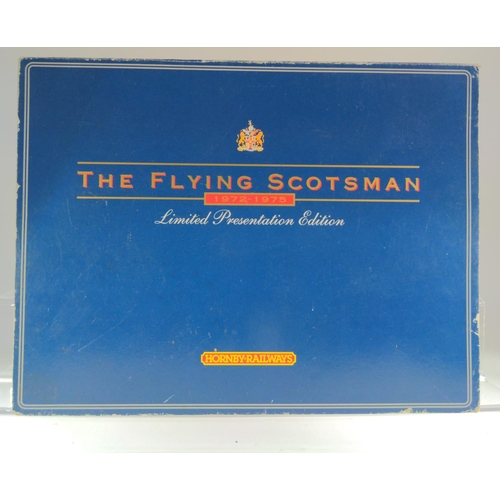 THE FLYING SCOTSMAN
1972-1975
Limited Presentation Edition
HORNBY RAILWAYS